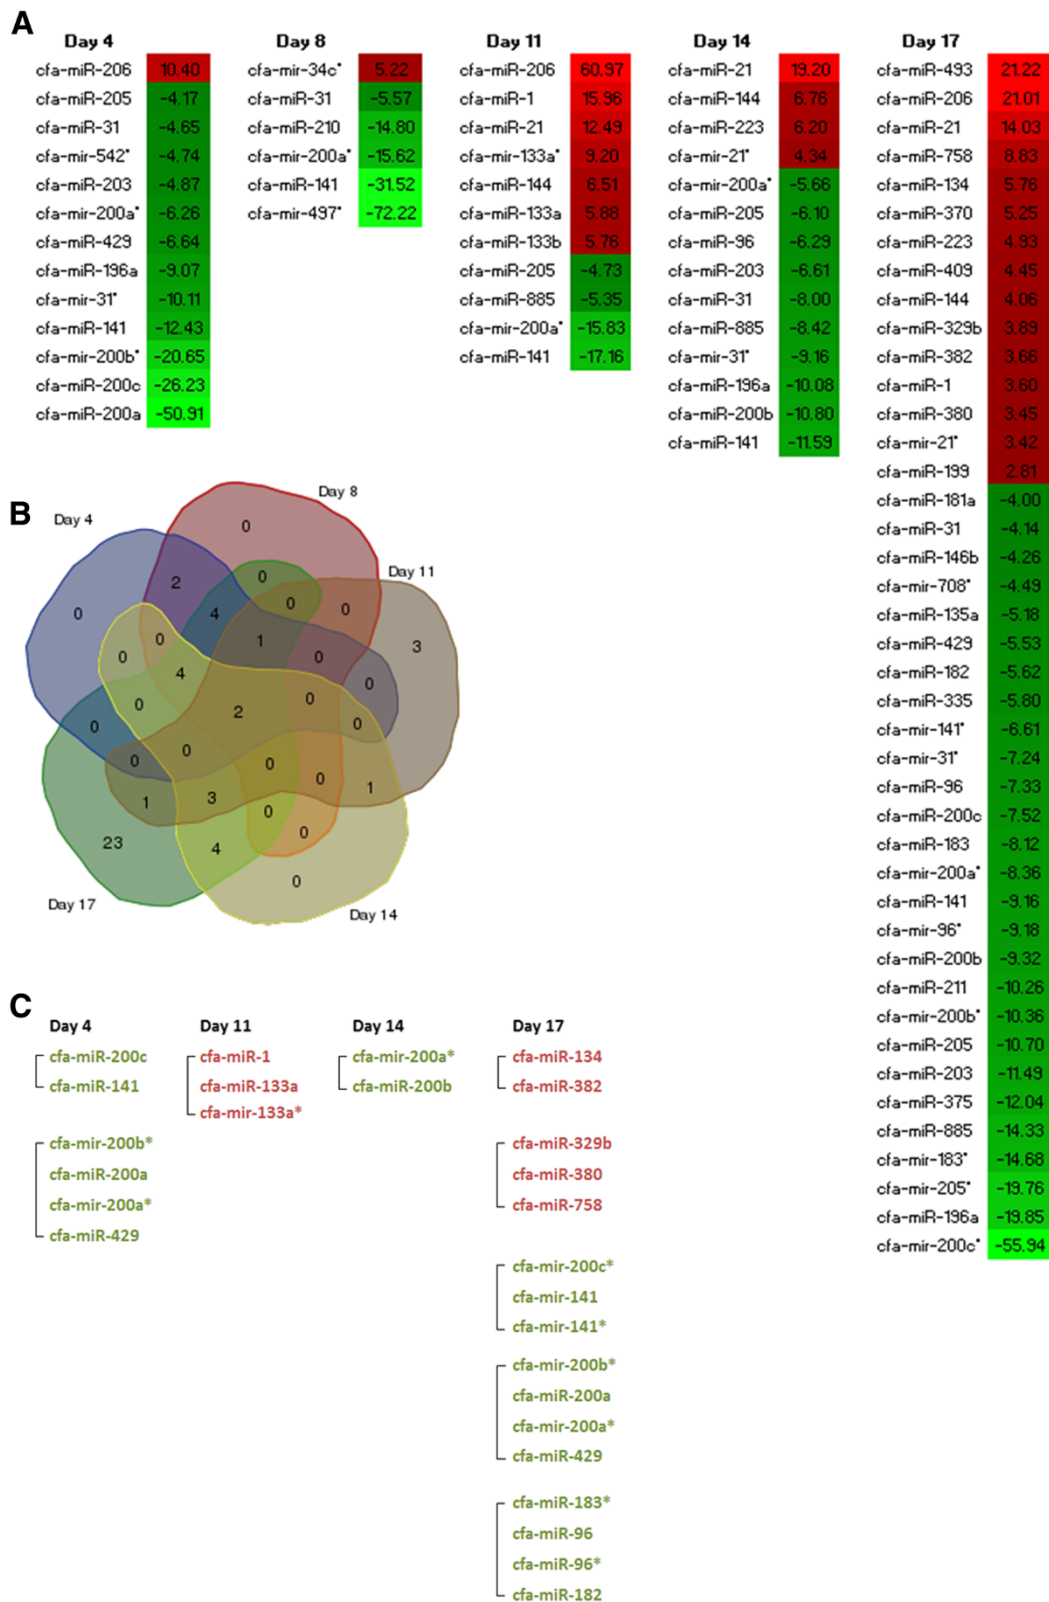 A
Day 4
cfa-miR-206 10.40
cfa-miR-205 -4.17
cfa-miR-31 -4.65
cfa-mir-542* -4.74
cfa-miR-203 -4.87
cfa-mir-200a* -6.26
cfa-miR-429 -6.64
cfa-miR-196a -9.07
cfa-mir-31* -10.11
cfa-miR-141 -12.43
cfa-mir-200b* -20.65
cfa-miR-200c -26.23
cfa-miR-200a -50.91
Day 8
cfa-mir-34c* 5.22
cfa-miR-31 -5.57
cfa-miR-210 -14.80
cfa-mir-200a* -15.62
cfa-miR-141 -31.52
cfa-mir-497* -72.22
Day 11
cfa-miR-206 60.97
cfa-miR-1 15.96
cfa-miR-21 12.49
cfa-mir-133a* 9.20
cfa-miR-144 6.51
cfa-miR-133a 5.88
cfa-miR-133b 5.76
cfa-miR-205 -4.73
cfa-miR-885 -5.35
cfa-mir-200a* -15.83
cfa-miR-141 -17.16
Day 14
cfa-miR-21 19.20
cfa-miR-144 6.76
cfa-miR-223 6.20
cfa-mir-21* 4.34
cfa-mir-200a* -5.66
cfa-miR-205 -6.10
cfa-miR-96 -6.29
cfa-miR-203 -6.61
cfa-miR-31 -8.00
cfa-miR-885 -8.42
cfa-mir-31* -9.16
cfa-miR-196a -10.08
cfa-miR-200b -10.80
cfa-miR-141 -11.59
Day 17
cfa-miR-493 21.22
cfa-miR-206 21.01
cfa-miR-21 14.03
cfa-miR-758 8.83
cfa-miR-134 5.76
cfa-miR-370 5.25
cfa-miR-223 4.93
cfa-miR-409 4.45
cfa-miR-144 4.06
cfa-miR-329b 3.89
cfa-miR-382 3.66
cfa-miR-1 3.60
cfa-miR-380 3.45
cfa-mir-21* 3.42
cfa-miR-199 2.81
cfa-miR-181a -4.00
cfa-miR-31 -4.14
cfa-miR-146b -4.26
cfa-mir-708* -4.49
cfa-miR-135a -5.18
cfa-miR-429 -5.53
cfa-miR-182 -5.62
cfa-miR-335 -5.80
cfa-mir-141* -6.61
cfa-mir-31* -7.24
cfa-miR-96 -7.33
cfa-miR-200c -7.52
cfa-miR-183 -8.12
cfa-mir-200a* -8.36
cfa-miR-141 -9.16
cfa-mir-96* -9.18
cfa-miR-200b -9.32
cfa-miR-211 -10.26
cfa-mir-200b* -10.36
cfa-miR-205 -10.70
cfa-miR-203 -11.49
cfa-miR-375 -12.04
cfa-miR-885 -14.33
cfa-mir-183* -14.68
cfa-mir-205* -19.76
cfa-miR-196a -19.85
cfa-mir-200c* -55.94
B
Day 8
Day 4
0
Day 11
2 0
0 4 0 0
1 3
0 0 0
4 0
0 0
0 2 0
0 0 0 0
1 3 0 1
0
23 4 0
0
Day 17
Day 14
C
Day 4
cfa-miR-200c
cfa-miR-141
cfa-mir-200b*
cfa-miR-200a
cfa-mir-200a*
cfa-miR-429
Day 11
cfa-miR-1
cfa-miR-133a
cfa-mir-133a*
Day 14
cfa-mir-200a*
cfa-miR-200b
Day 17
cfa-miR-134
cfa-miR-382
cfa-miR-329b
cfa-miR-380
cfa-miR-758
cfa-mir-200c*
cfa-mir-141
cfa-mir-141*
cfa-mir-200b*
cfa-miR-200a
cfa-mir-200a*
cfa-miR-429
cfa-miR-183*
cfa-miR-96
cfa-miR-96*
cfa-miR-182